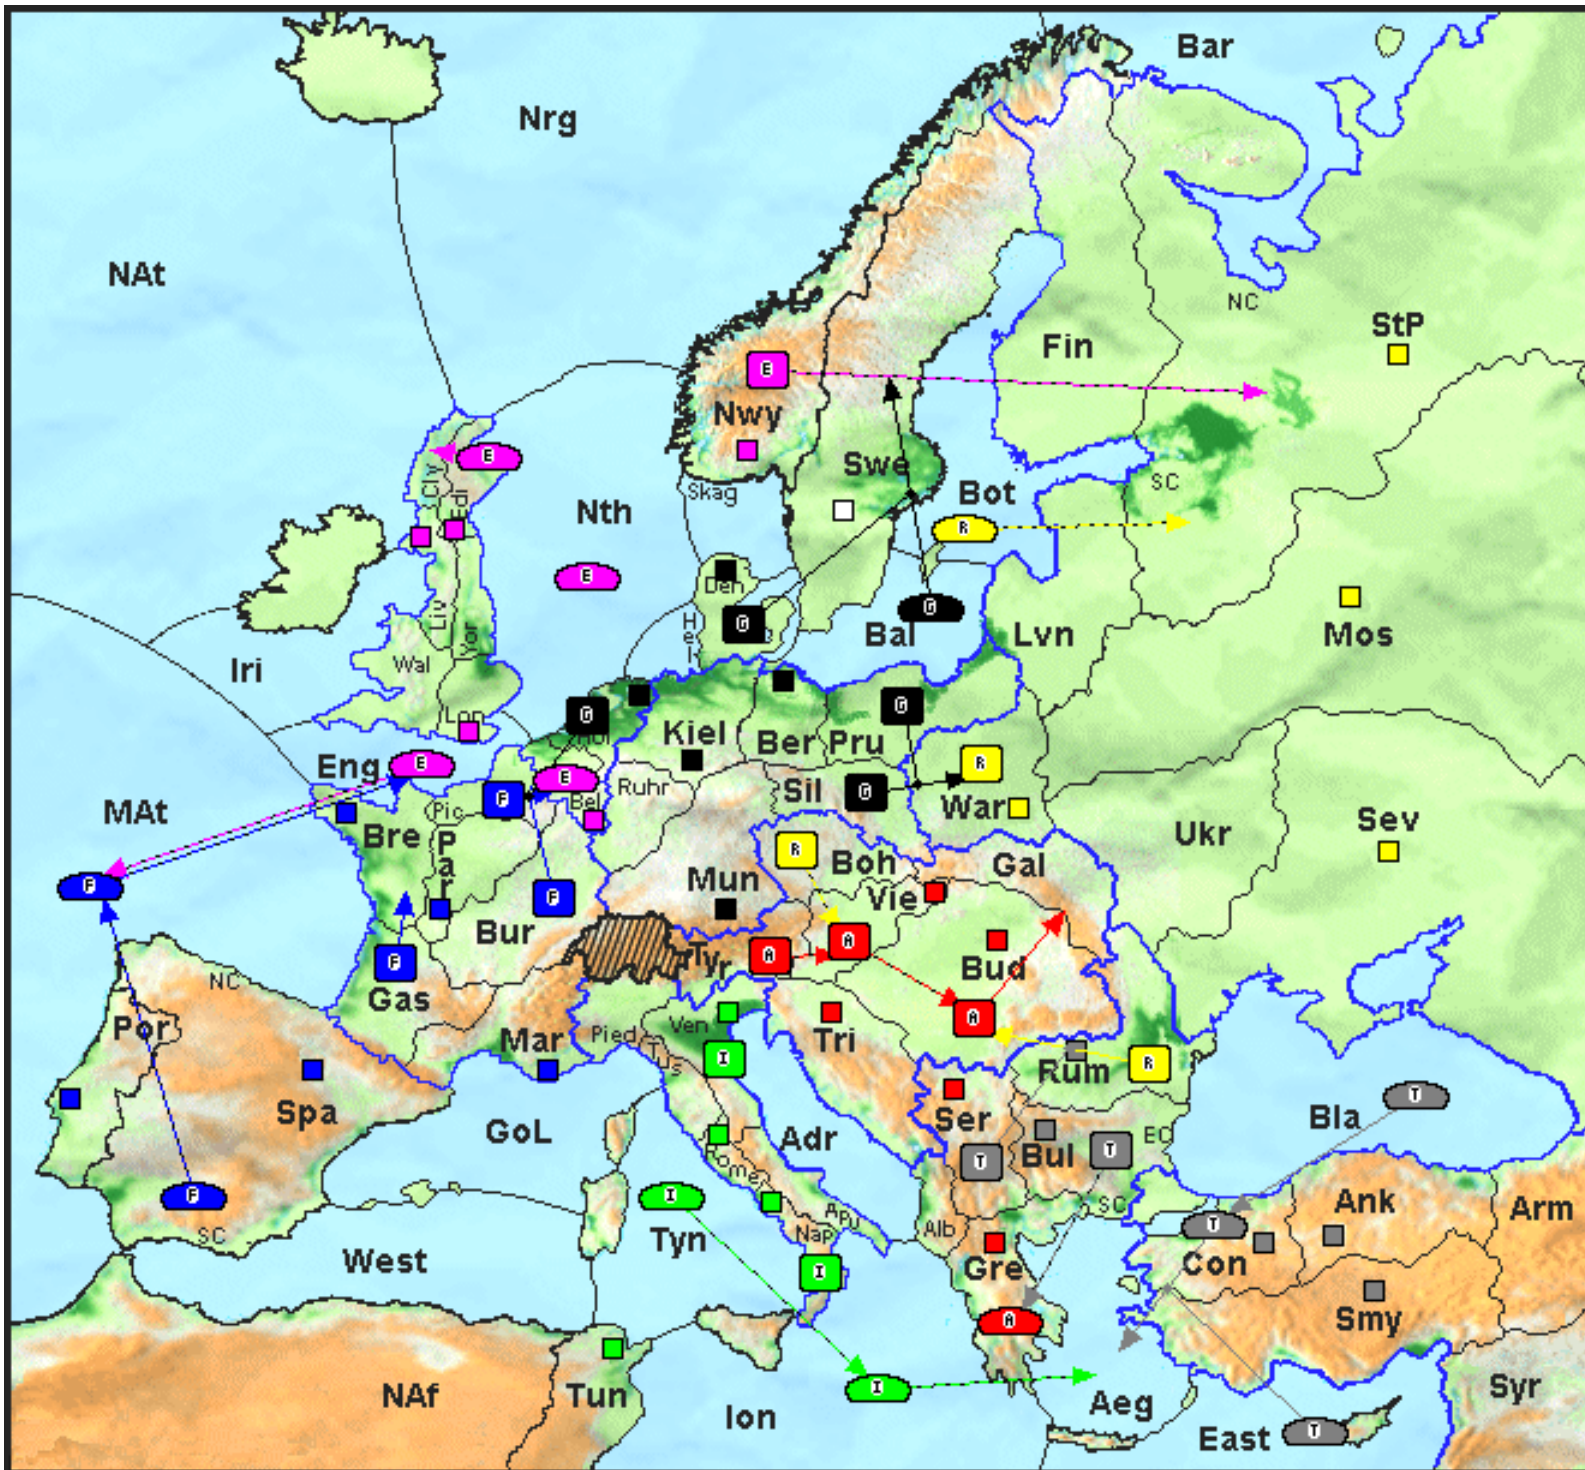 Bar
Nrg
NAt
NC
StP
Fin
E
Nwy
E
Cly
Edi
Swe
SC
Skag
Nth
Bot
R
E
Den
G
G
Bal
Lvn
Mos
Liv
Yor
Hel
Iri
Wal
Lon
G
G
Kiel
Ber
Pru
Hol
Eng
E
E
R
F
Ruhr
Sil
G
War
MAt
Pic
Bel
Bre
Par
Ukr
Sev
R
Boh
Gal
F
F
Mun
Vie
Bur
A
A
Tyr
Bud
F
Gas
NC
Por
A
Ven
Pied
Mar
Tus
I
Tri
Rum
R
Spa
GoL
Ser
T
Bla
Adr
Bul
T
EC
T
Rome
F
I
Apu
SC
Ank
Arm
SC
Tyn
Nap
Alb
T
West
I
Gre
Con
A
Smy
NAf
Tun
I
Aeg
Syr
Ion
East
T